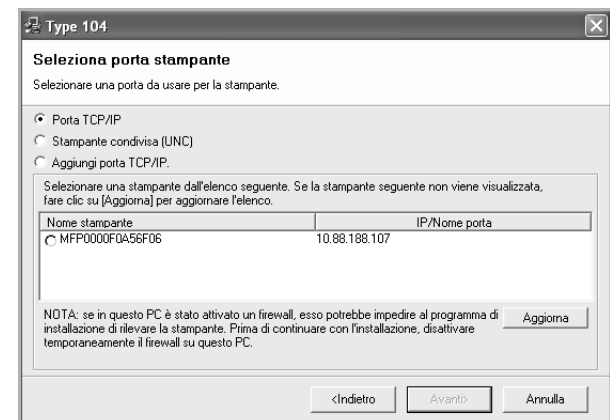 Type 104
Seleziona porta stampante
Selezionare una porta da usare per la stampante.
Porta TCP/IP
Stampante condivisa (UNC)
Aggiungi porta TCP/IP.
Selezionare una stampante dall'elenco seguente. Se la stampante seguente non viene visualizzata,
fare clic su [Aggiorna] per aggiornare l'elenco.
Nome stampante IP/Nome porta
MFP0000F0A56F06 10.88.188.107
NOTA: se in questo PC è stato attivato un firewall, esso potrebbe impedire al programma di
installazione di rilevare la stampante. Prima di continuare con l'installazione, disattivare
temporaneamente il firewall su questo PC.
Aggiorna
<Indietro Avanti> Annulla